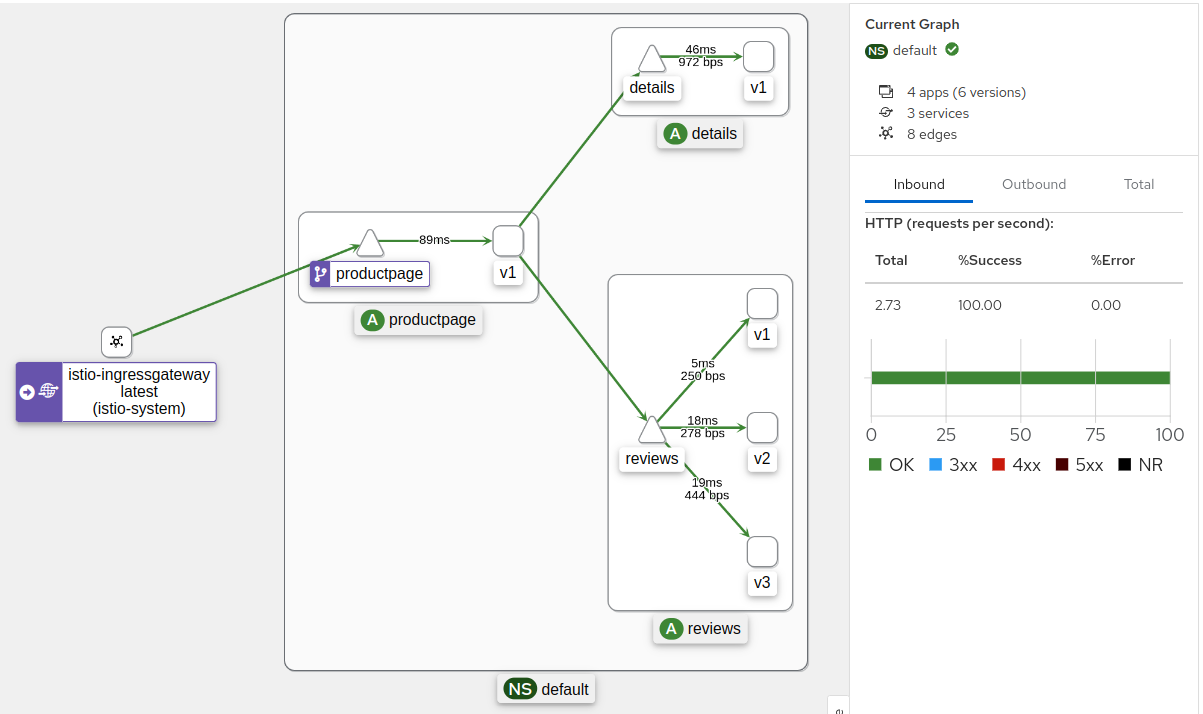 46ms
972 bps
details
v1
A details
89ms
productpage
v1
A productpage
istio-ingressgateway
latest
(istio-system)
v1
5ms
250 bps
18ms
278 bps
reviews
v2
19ms
444 bps
v3
A reviews
NS default
Current Graph
NS default
4 apps (6 versions)
3 services
8 edges
Inbound Outbound Total
HTTP (requests per second):
Total %Success %Error
2.73 100.00 0.00
0 25 50 75 100
OK 3xx 4xx 5xx NR